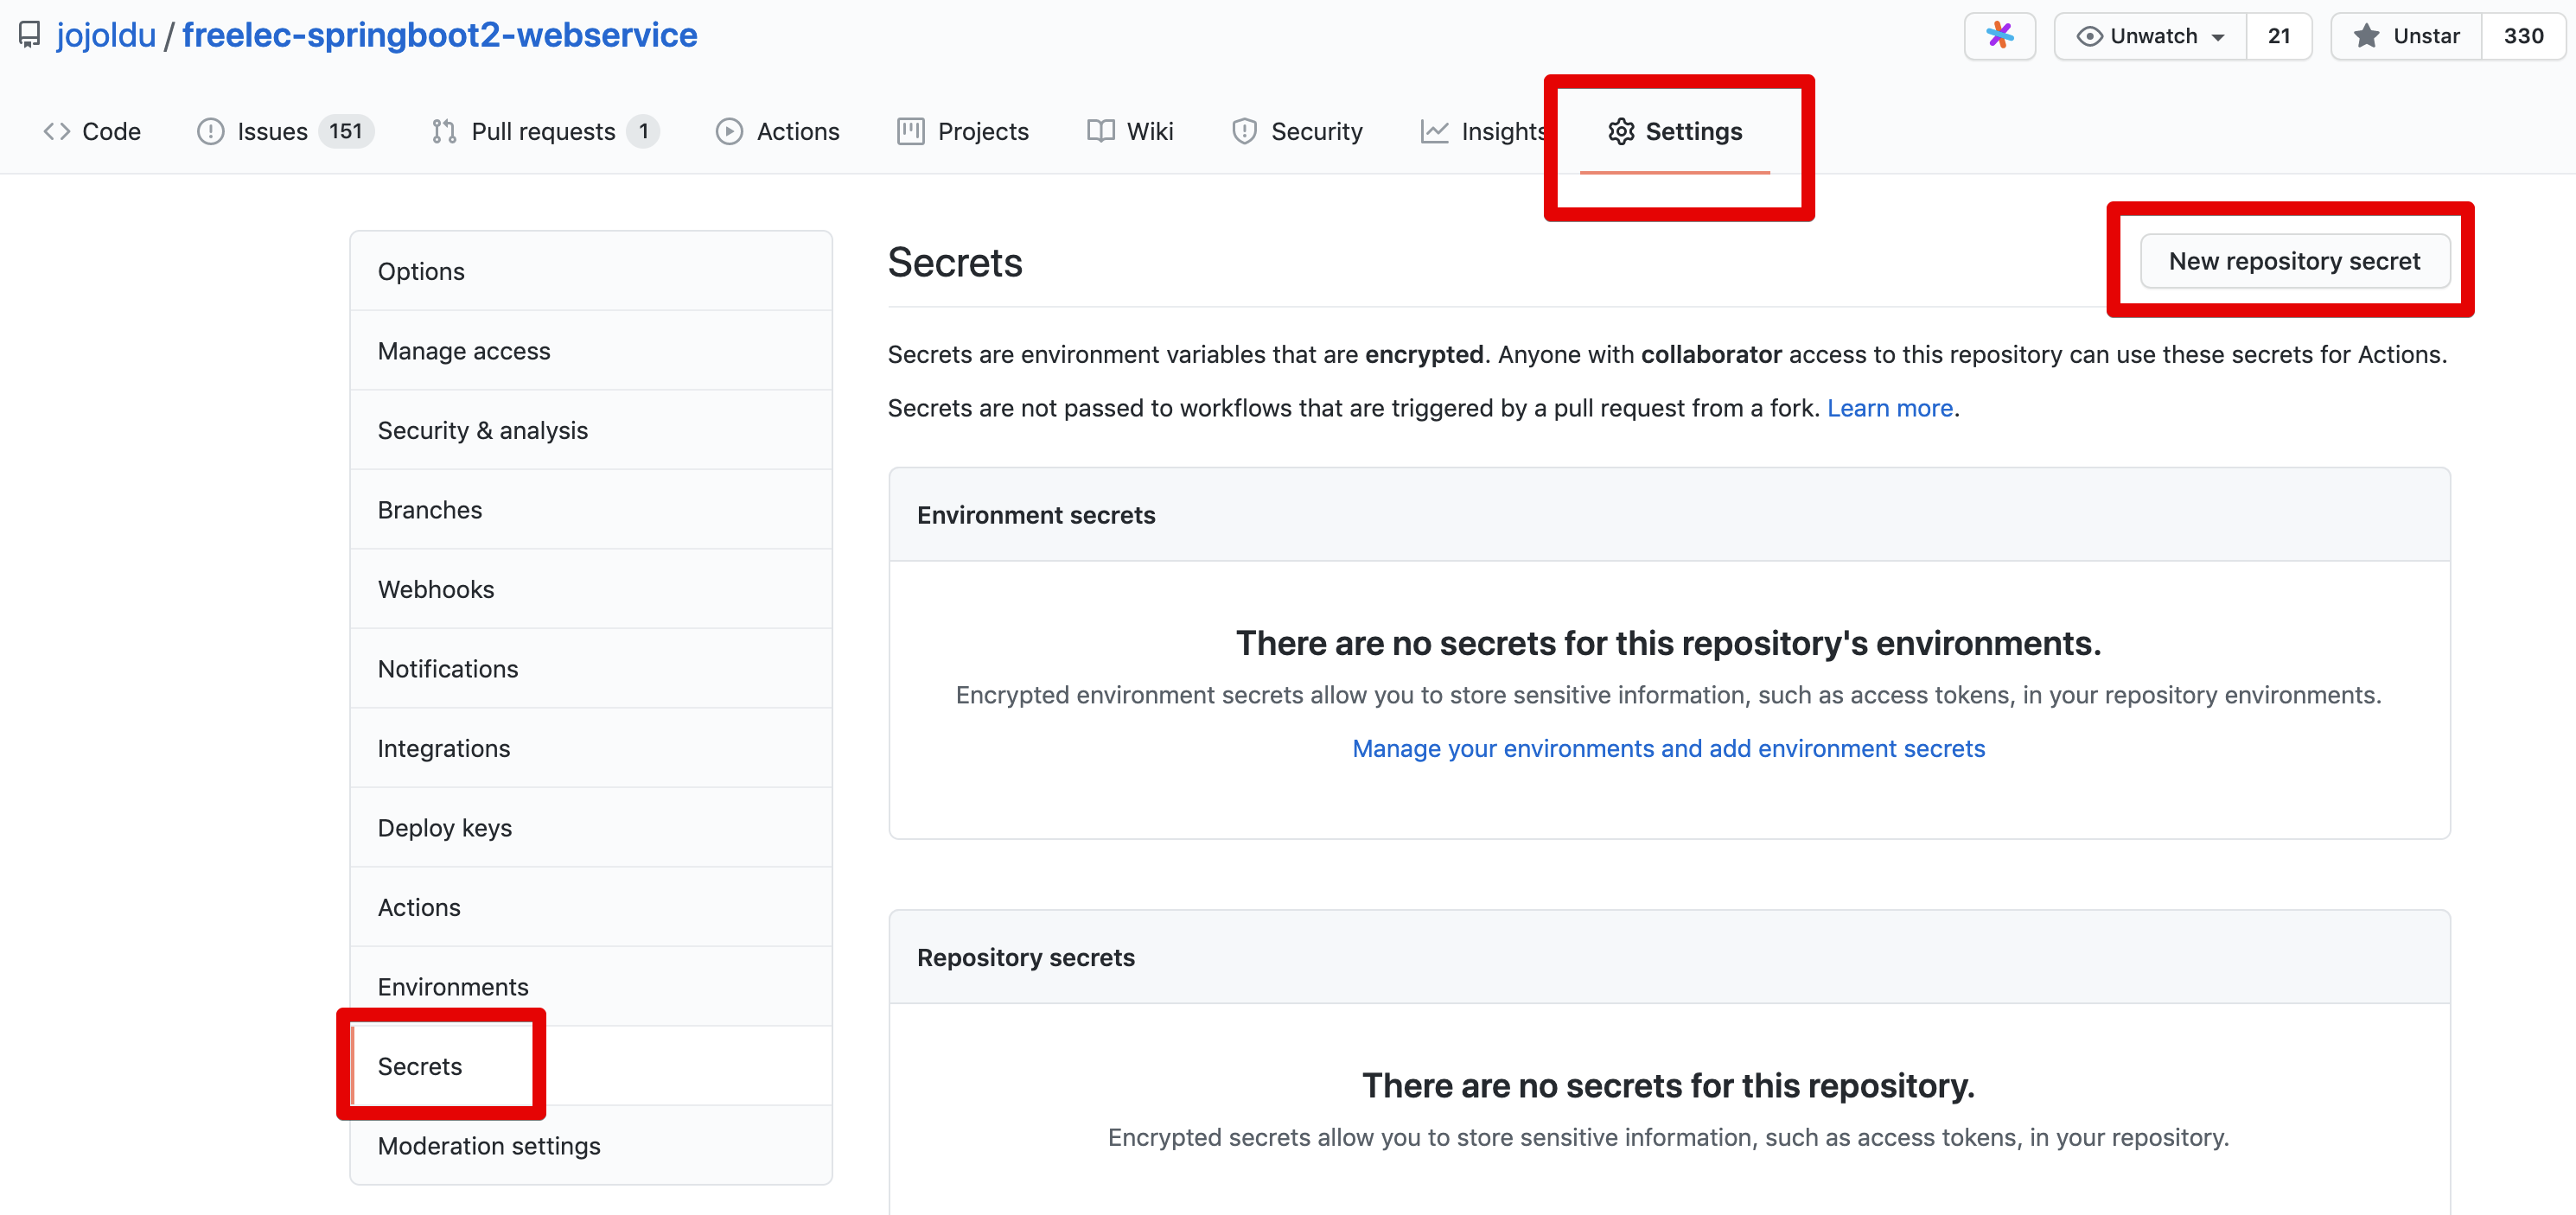 jojoldu / freelec-springboot2-webservice
Unwatch 21
Unstar 330
Code
Issues 151
Pull requests 1
Actions
Projects
Wiki
Security
Insights
Settings
Options
Manage access
Security & analysis
Branches
Webhooks
Notifications
Integrations
Deploy keys
Actions
Environments
Secrets
Moderation settings
Secrets
New repository secret
Secrets are environment variables that are encrypted. Anyone with collaborator access to this repository can use these secrets for Actions.
Secrets are not passed to workflows that are triggered by a pull request from a fork. Learn more.
Environment secrets
There are no secrets for this repository's environments.
Encrypted environment secrets allow you to store sensitive information, such as access tokens, in your repository environments.
Manage your environments and add environment secrets
Repository secrets
There are no secrets for this repository.
Encrypted secrets allow you to store sensitive information, such as access tokens, in your repository.